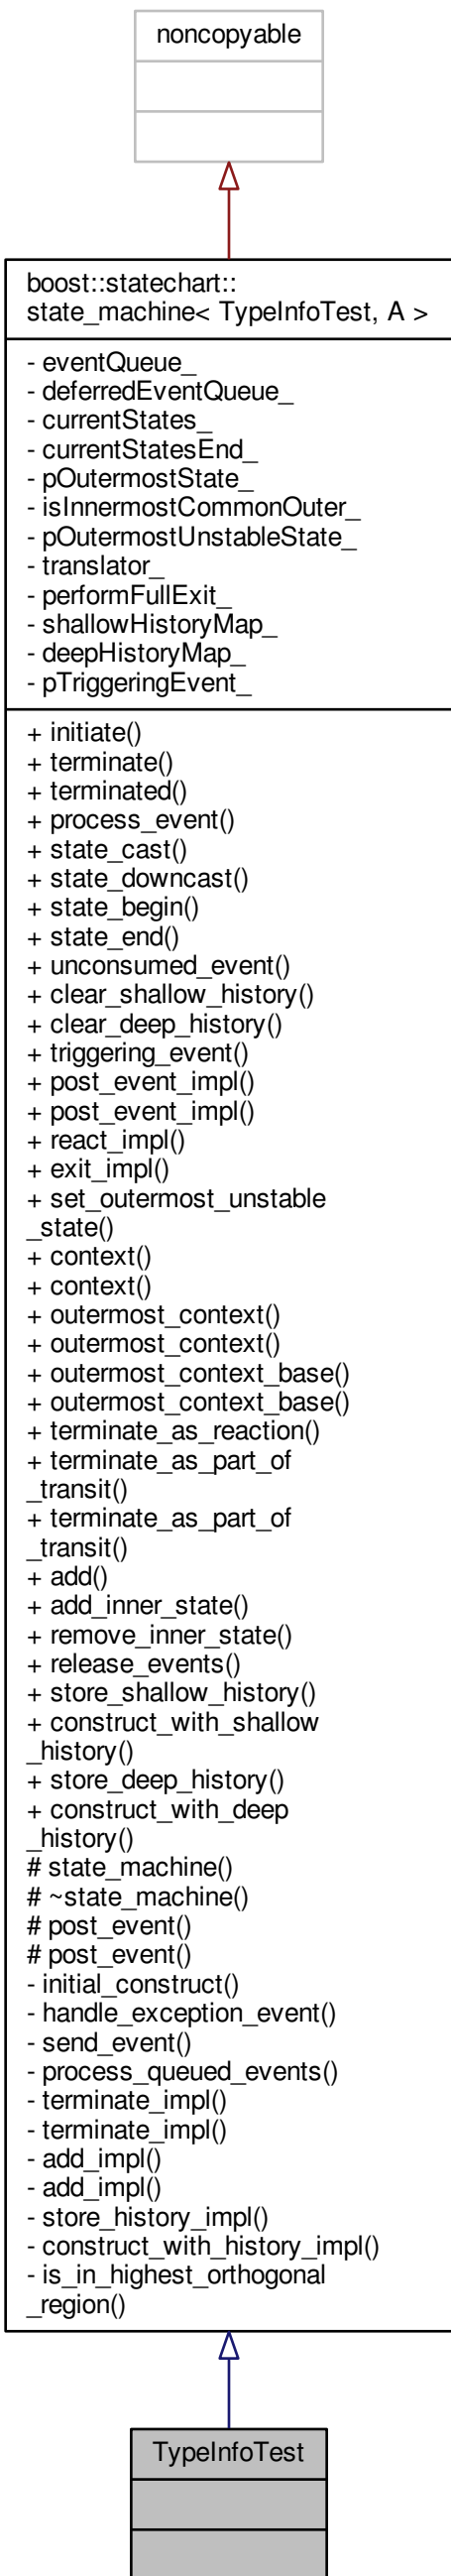 noncopyable
boost::statechart::
state_machine< TypeInfoTest, A >
- eventQueue_
- deferredEventQueue_
- currentStates_
- currentStatesEnd_
- pOutermostState_
- isInnermostCommonOuter_
- pOutermostUnstableState_
- translator_
- performFullExit_
- shallowHistoryMap_
- deepHistoryMap_
- pTriggeringEvent_
+ initiate()
+ terminate()
+ terminated()
+ process_event()
+ state_cast()
+ state_downcast()
+ state_begin()
+ state_end()
+ unconsumed_event()
+ clear_shallow_history()
+ clear_deep_history()
+ triggering_event()
+ post_event_impl()
+ post_event_impl()
+ react_impl()
+ exit_impl()
+ set_outermost_unstable
_state()
+ context()
+ context()
+ outermost_context()
+ outermost_context()
+ outermost_context_base()
+ outermost_context_base()
+ terminate_as_reaction()
+ terminate_as_part_of
_transit()
+ terminate_as_part_of
_transit()
+ add()
+ add_inner_state()
+ remove_inner_state()
+ release_events()
+ store_shallow_history()
+ construct_with_shallow
_history()
+ store_deep_history()
+ construct_with_deep
_history()
# state_machine()
# ~state_machine()
# post_event()
# post_event()
- initial_construct()
- handle_exception_event()
- send_event()
- process_queued_events()
- terminate_impl()
- terminate_impl()
- add_impl()
- add_impl()
- store_history_impl()
- construct_with_history_impl()
- is_in_highest_orthogonal
_region()
TypeInfoTest